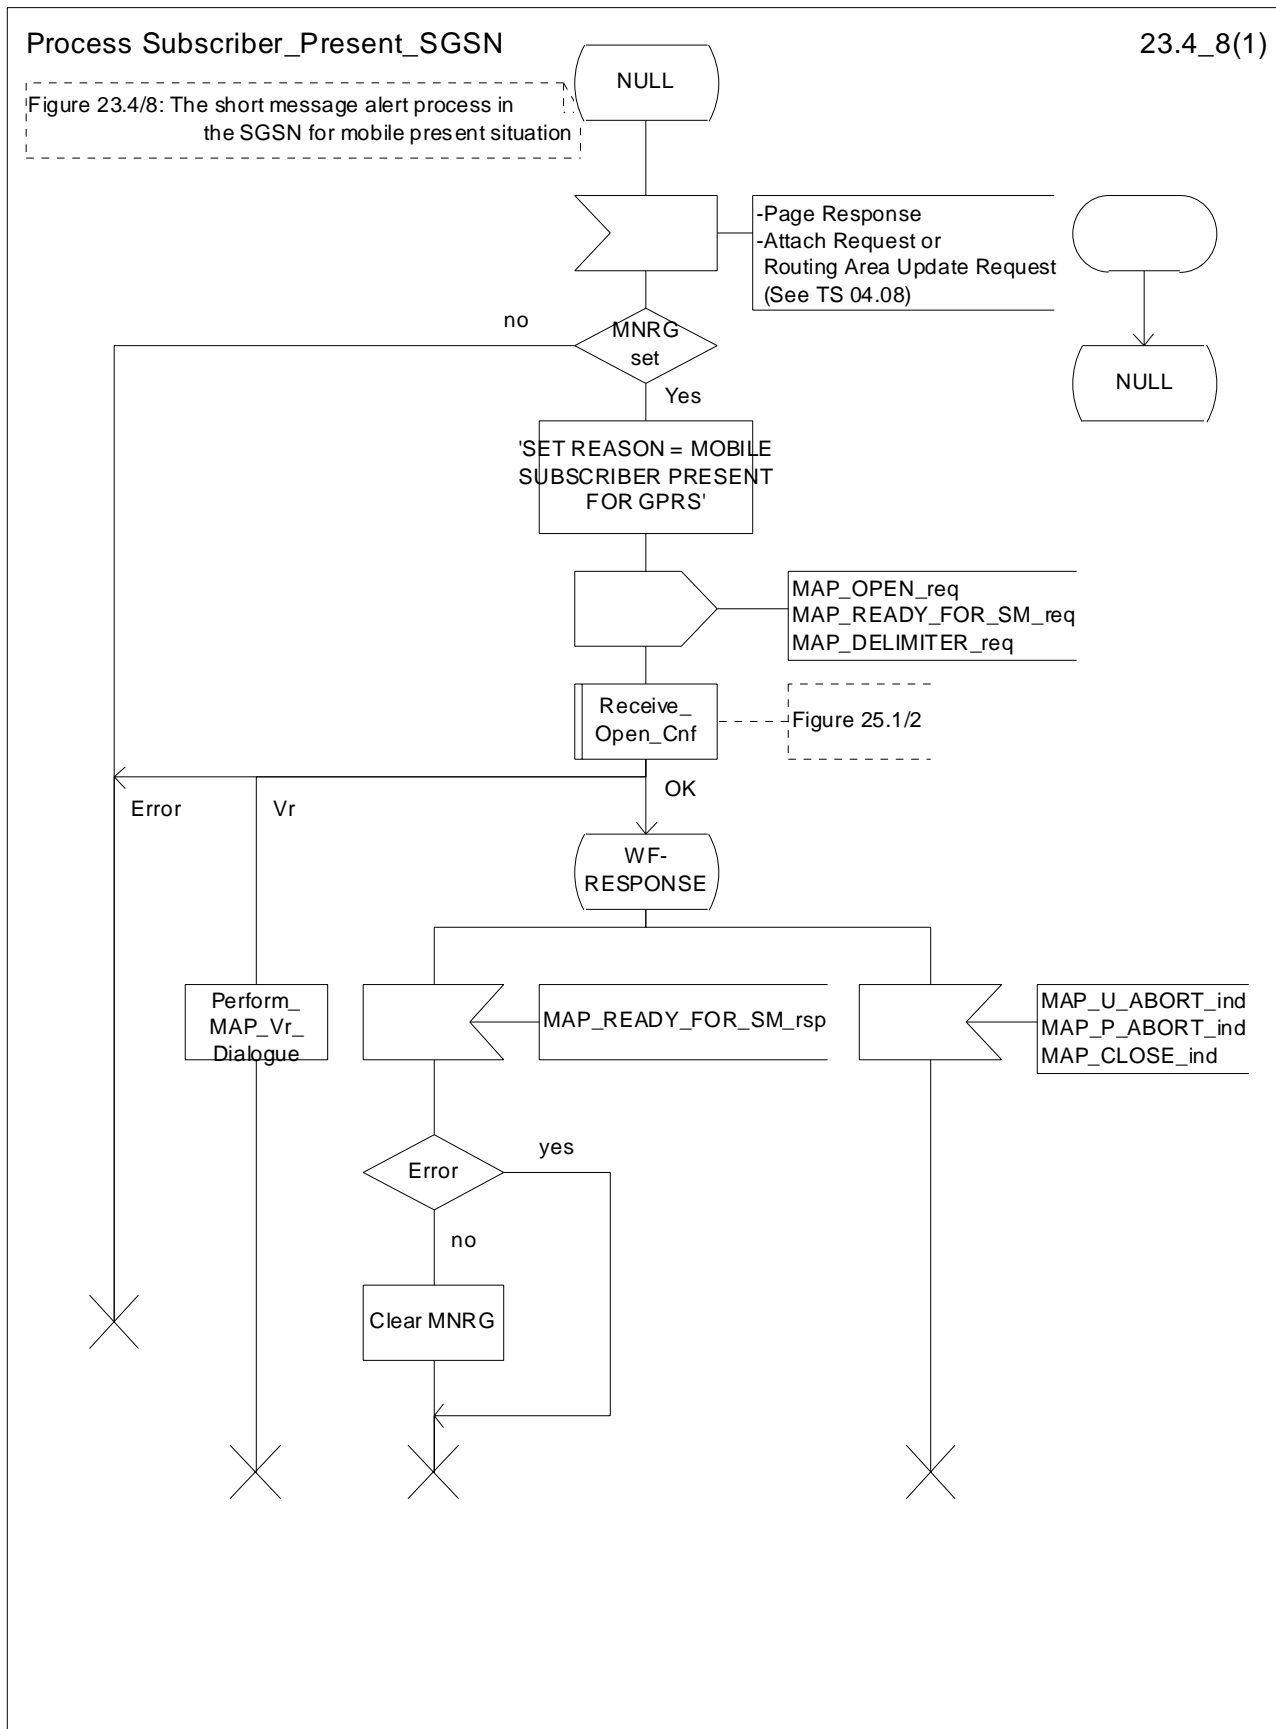 Process Subscriber_Present_SGSN
23.4_8(1)
Figure 23.4/8: The short message alert process in
the SGSN for mobile present situation
NULL
-Page Response
-Attach Request or
Routing Area Update Request
(See TS 04.08)
no
MNRG
set
Yes
NULL
'SET REASON = MOBILE
SUBSCRIBER PRESENT
FOR GPRS'
MAP_OPEN_req
MAP_READY_FOR_SM_req
MAP_DELIMITER_req
Receive_
Open_Cnf
Figure 25.1/2
Error
Vr
OK
WF-
RESPONSE
Perform_
MAP_Vr_
Dialogue
MAP_READY_FOR_SM_rsp
MAP_U_ABORT_ind
MAP_P_ABORT_ind
MAP_CLOSE_ind
Error
yes
no
Clear MNRG